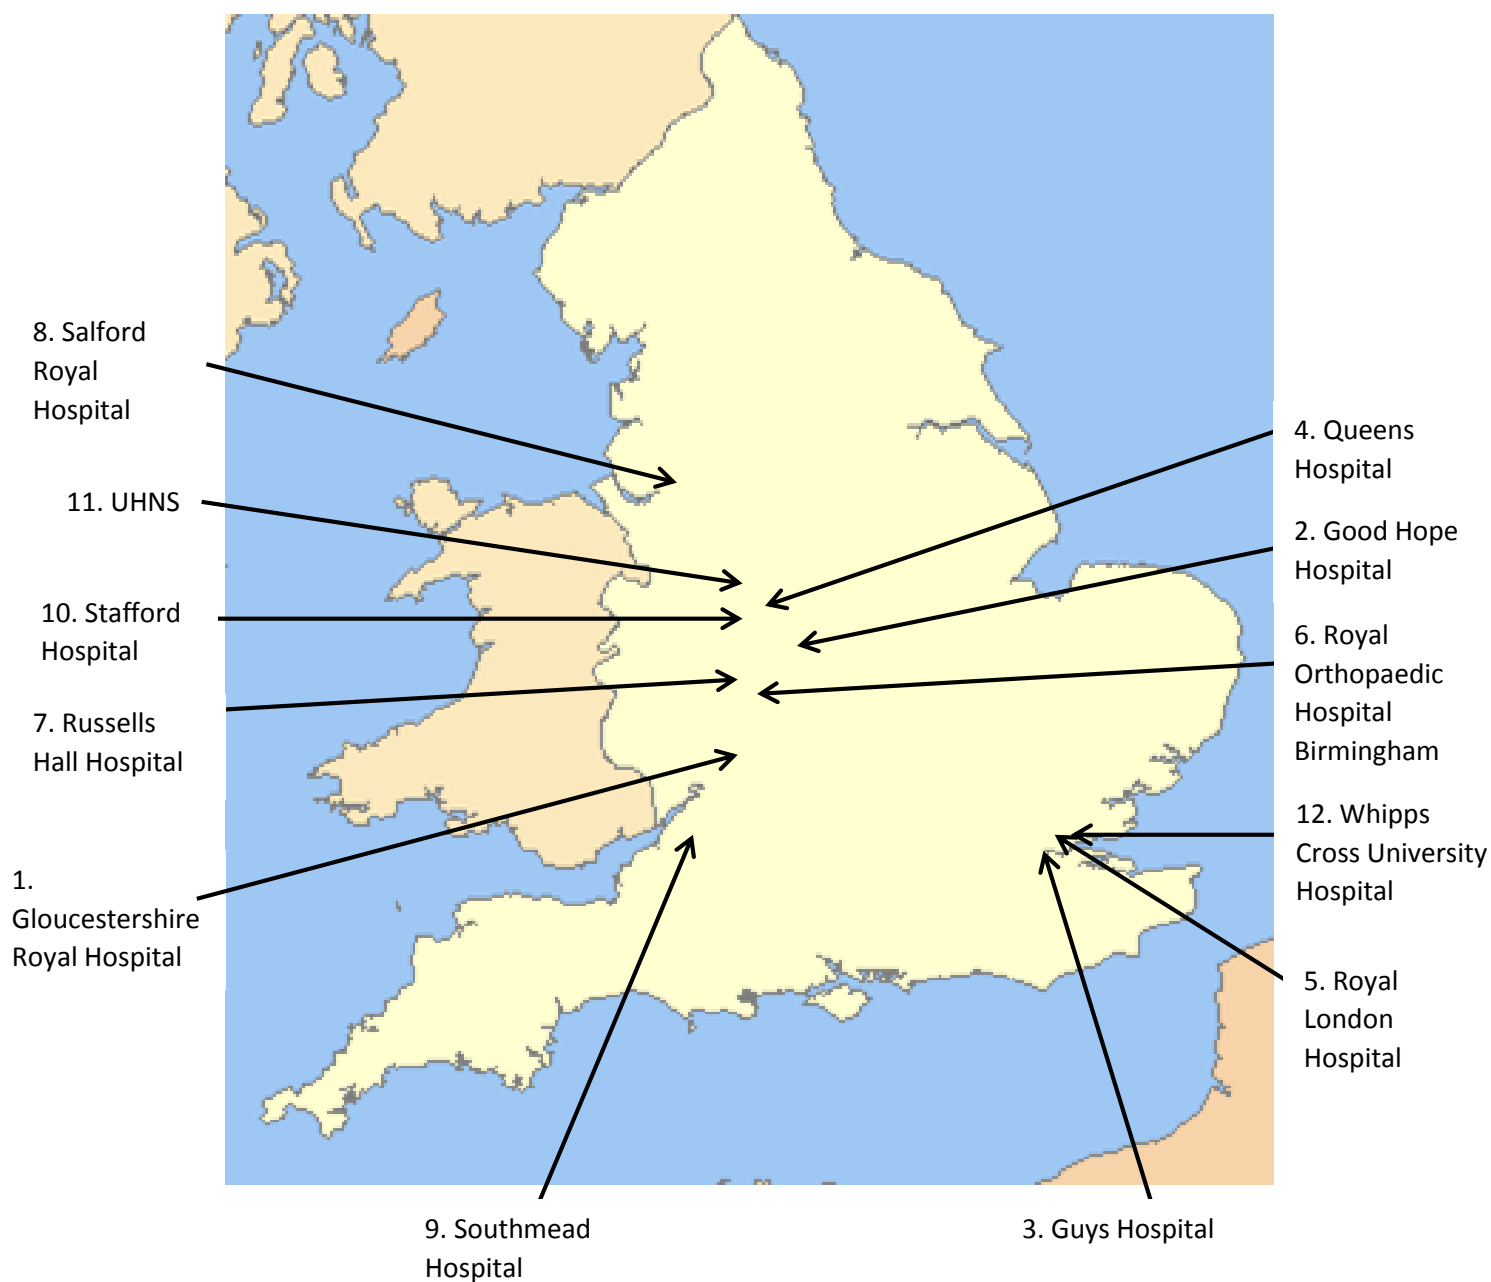 8. Salford
Royal
Hospital
11. UHNS
10. Stafford
Hospital
7. Russells
Hall Hospital
1.
Gloucestershire
Royal Hospital
9. Southmead
Hospital
3. Guys Hospital
4. Queens
Hospital
2. Good Hope
Hospital
6. Royal
Orthopaedic
Hospital
Birmingham
12. Whipps
Cross University
Hospital
5. Royal
London
Hospital